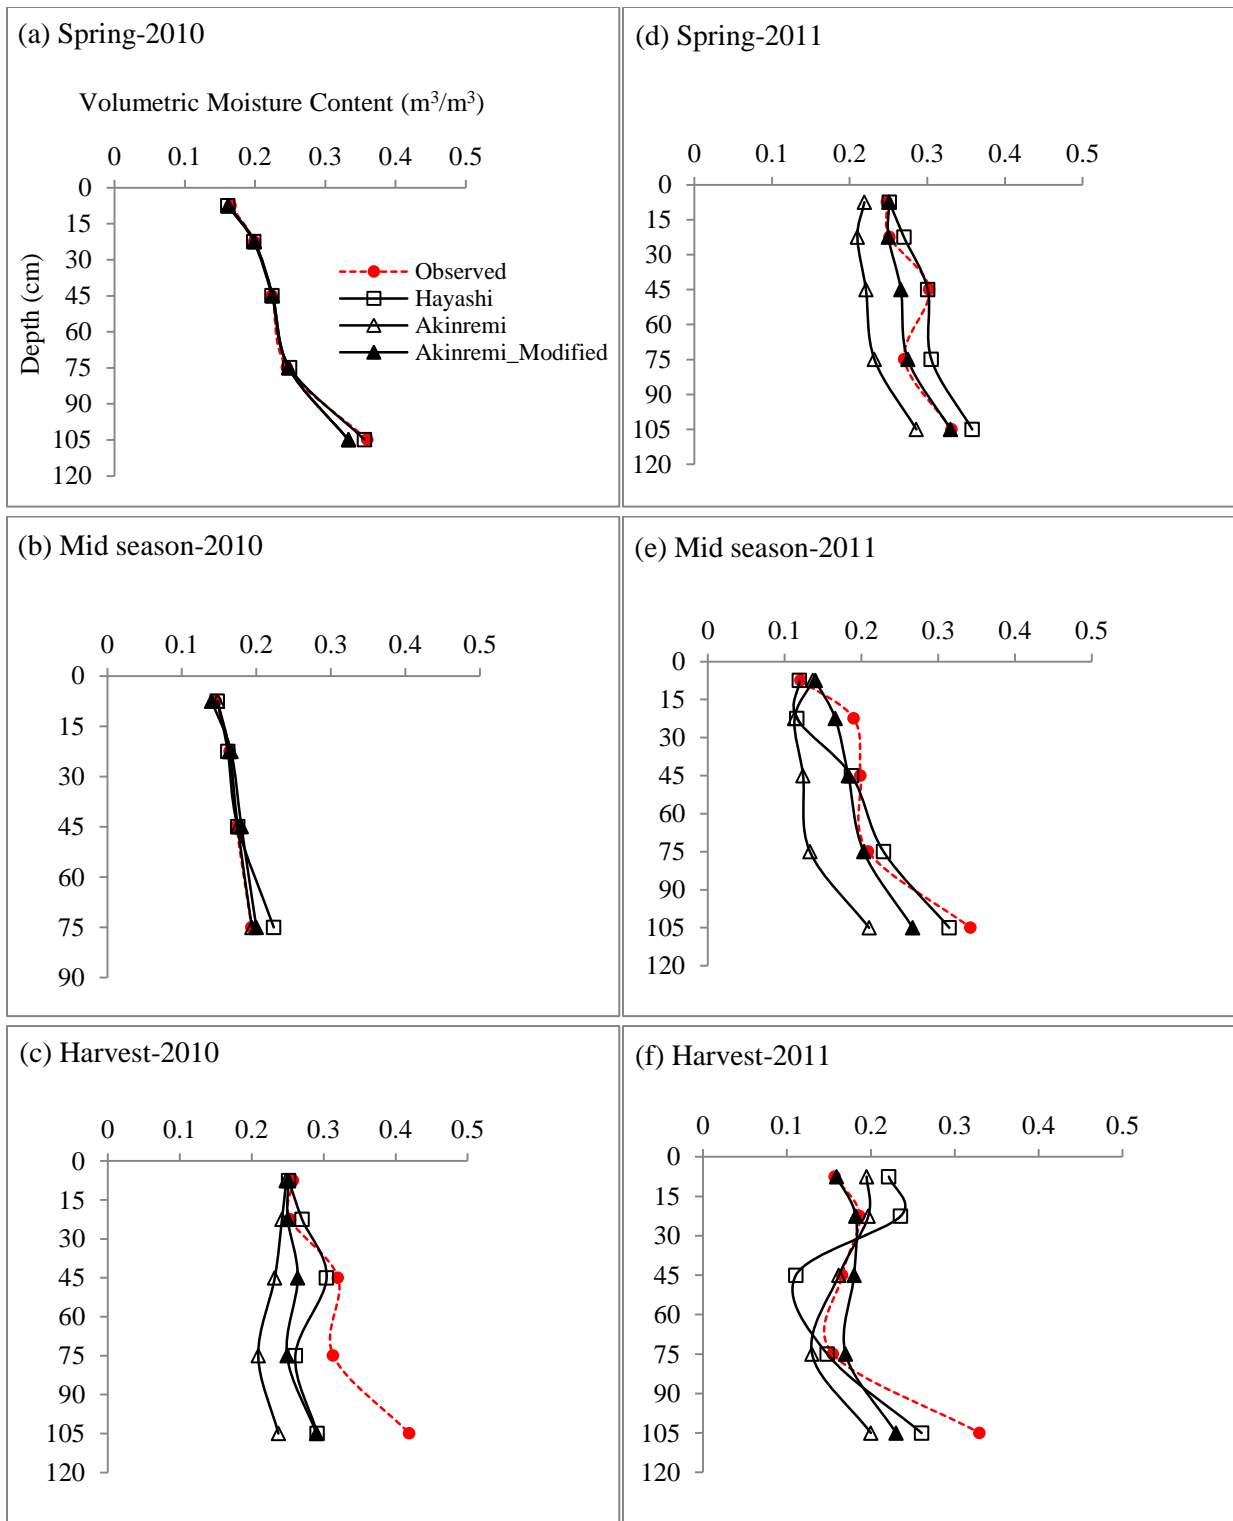 (a) Spring-2010
Volumetric Moisture Content (m³/m³)
0 0.1 0.2 0.3 0.4 0.5
0
15
30
45
60
75
90
105
120
Depth (cm)
Observed
Hayashi
Akinremi
Akinremi_Modified
(d) Spring-2011
0 0.1 0.2 0.3 0.4 0.5
0
15
30
45
60
75
90
105
120
(b) Mid season-2010
0 0.1 0.2 0.3 0.4 0.5
0
15
30
45
60
75
90
(e) Mid season-2011
0 0.1 0.2 0.3 0.4 0.5
0
15
30
45
60
75
90
105
120
(c) Harvest-2010
0 0.1 0.2 0.3 0.4 0.5
0
15
30
45
60
75
90
105
120
(f) Harvest-2011
0 0.1 0.2 0.3 0.4 0.5
0
15
30
45
60
75
90
105
120